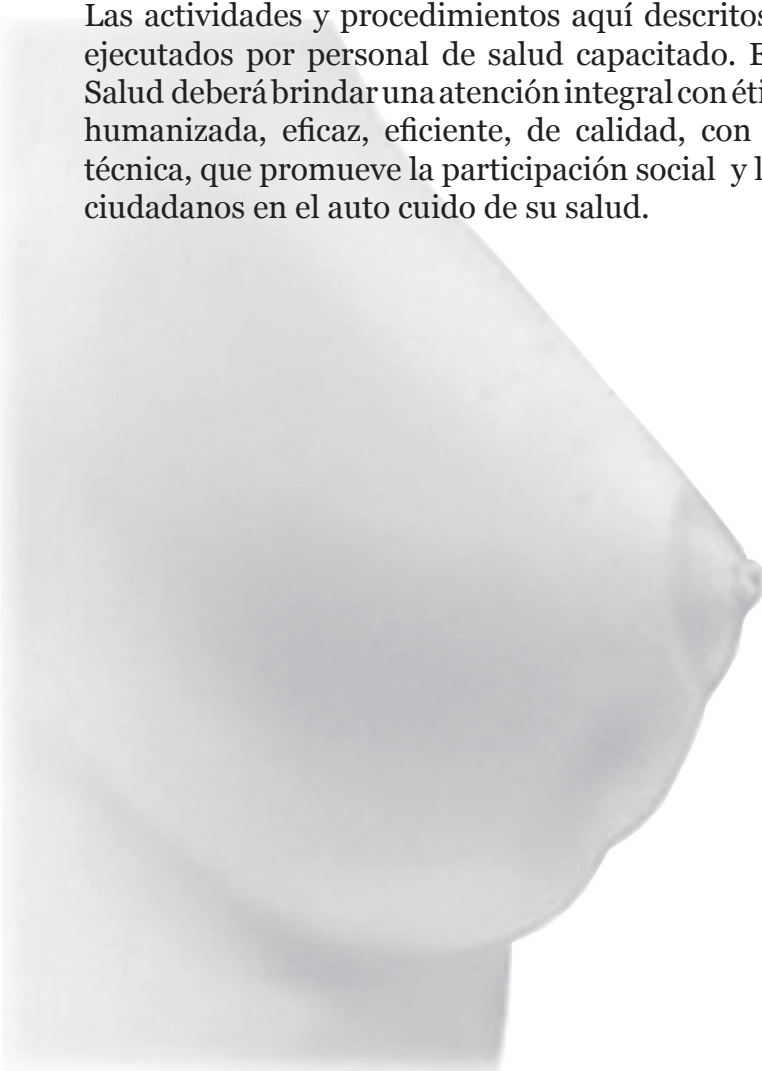 Las actividades y procedimientos aquí descritos
ejecutados por personal de salud capacitado. E
Salud deberá brindar una atención integral con éti
humanizada, eficaz, eficiente, de calidad, con
técnica, que promueve la participación social y l
ciudadanos en el auto cuido de su salud.